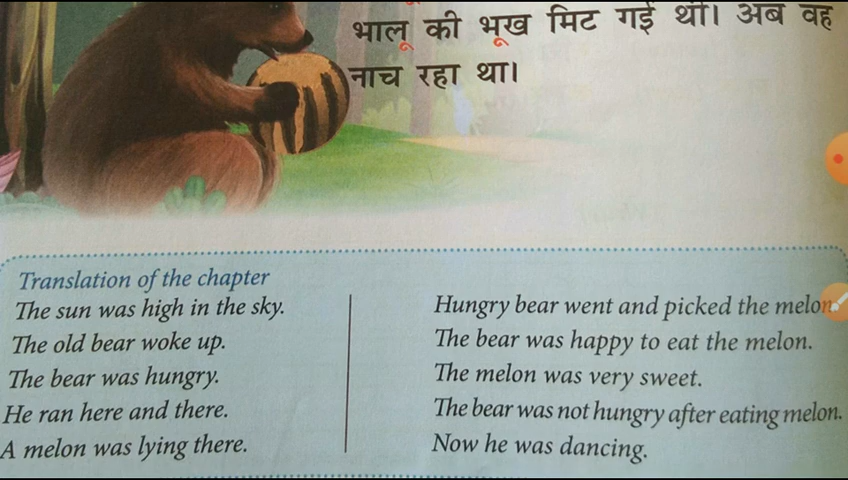 भालू की भूख मिट गई थी। अब वह
नाच रहा था।
Translation of the chapter
The sun was high in the sky.
The old bear woke up.
The bear was hungry.
He ran here and there.
A melon was lying there.
Hungry bear went and picked the melon.
The bear was happy to eat the melon.
The melon was very sweet.
The bear was not hungry after eating melon.
Now he was dancing.